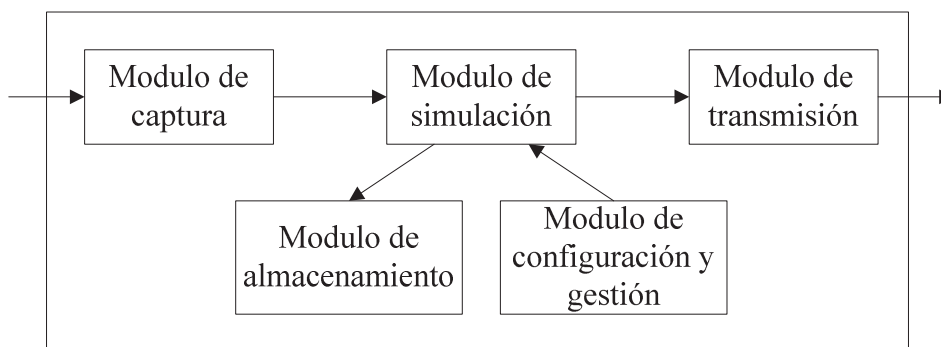 Modulo de
captura
Modulo de
simulación
Modulo de
transmisión
Modulo de
almacenamiento
Modulo de
configuración y
gestión